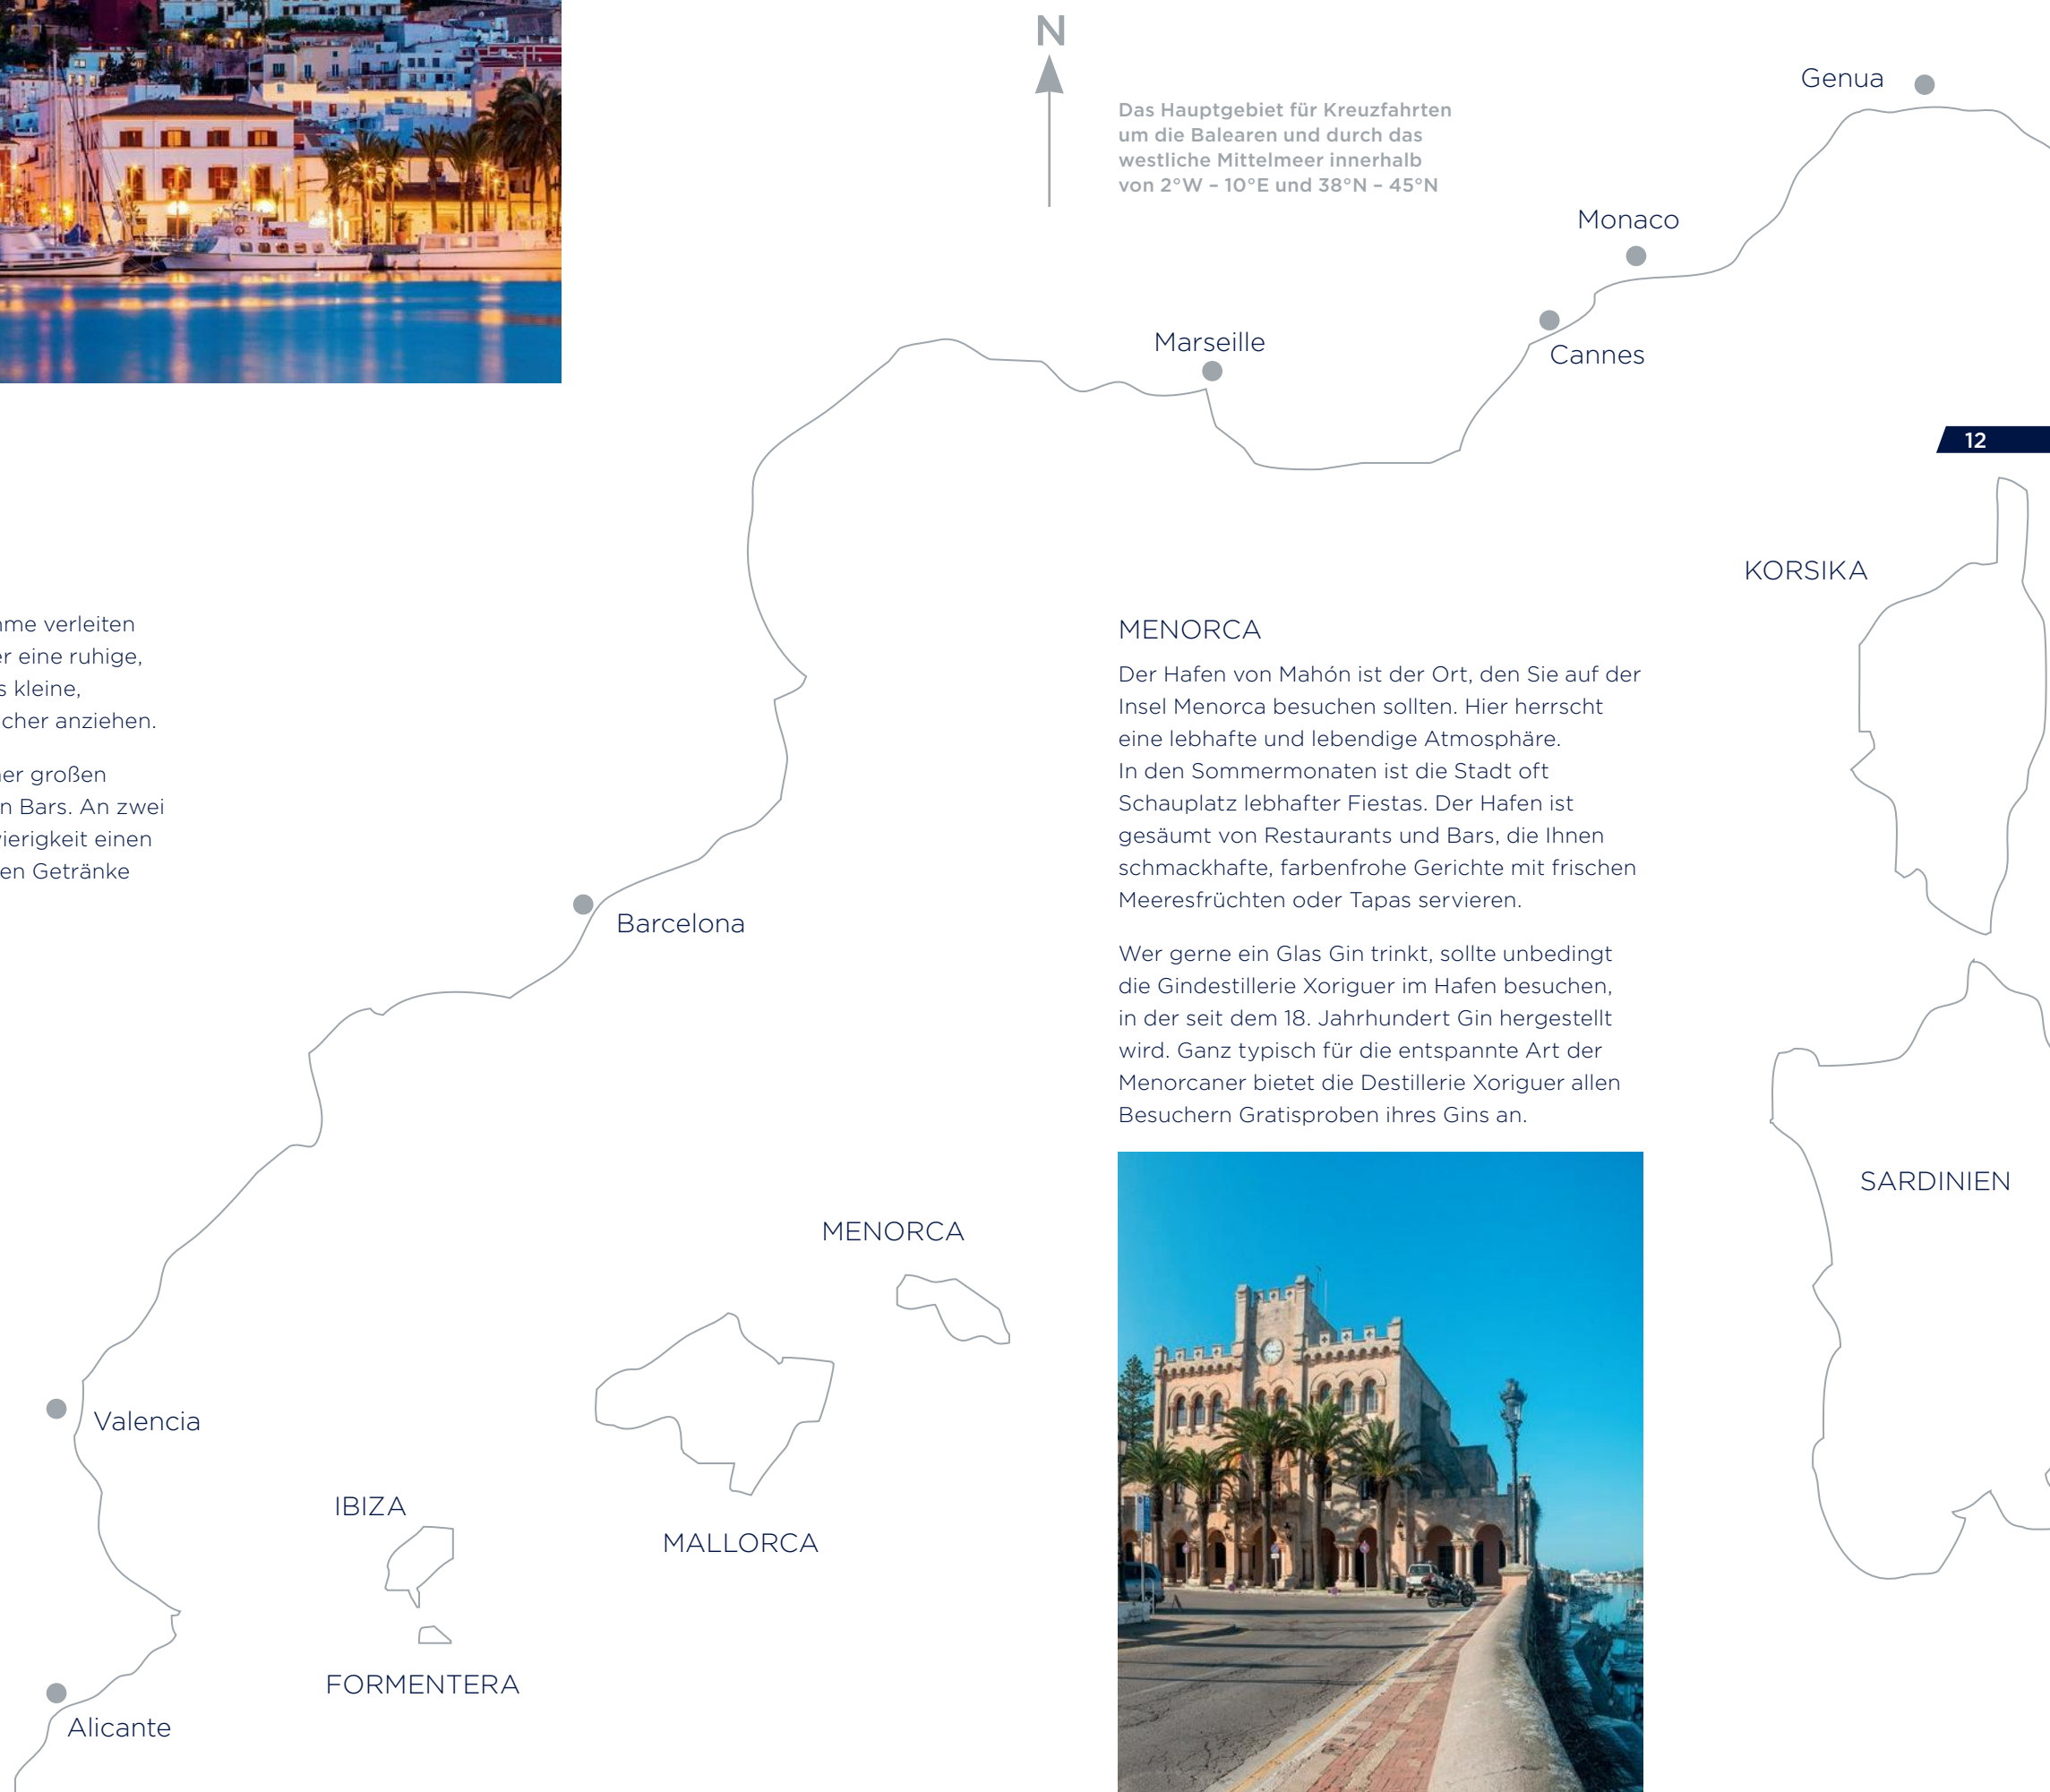 N
Das Hauptgebiet für Kreuzfahrten
um die Balearen und durch das
westliche Mittelmeer innerhalb
von 2°W – 10°E und 38°N – 45°N
Genua
Monaco
Cannes
Marseille
12
KORSIKA
verleiten
eine ruhige,
kleine,
anziehen.
großen
Bars. An zwei
einen
Getränke
Barcelona
MENORCA
Der Hafen von Mahón ist der Ort, den Sie auf der
Insel Menorca besuchen sollten. Hier herrscht
eine lebhafte und lebendige Atmosphäre.
In den Sommermonaten ist die Stadt oft
Schauplatz lebhafter Fiestas. Der Hafen ist
gesäumt von Restaurants und Bars, die Ihnen
schmackhafte, farbenfrohe Gerichte mit frischen
Meeresfrüchten oder Tapas servieren.
Wer gerne ein Glas Gin trinkt, sollte unbedingt
die Gindestillerie Xoriguer im Hafen besuchen,
in der seit dem 18. Jahrhundert Gin hergestellt
wird. Ganz typisch für die entspannte Art der
Menorcaner bietet die Destillerie Xoriguer allen
Besuchern Gratisproben ihres Gins an.
SARDINIEN
MENORCA
Valencia
IBIZA
MALLORCA
FORMENTERA
Alicante